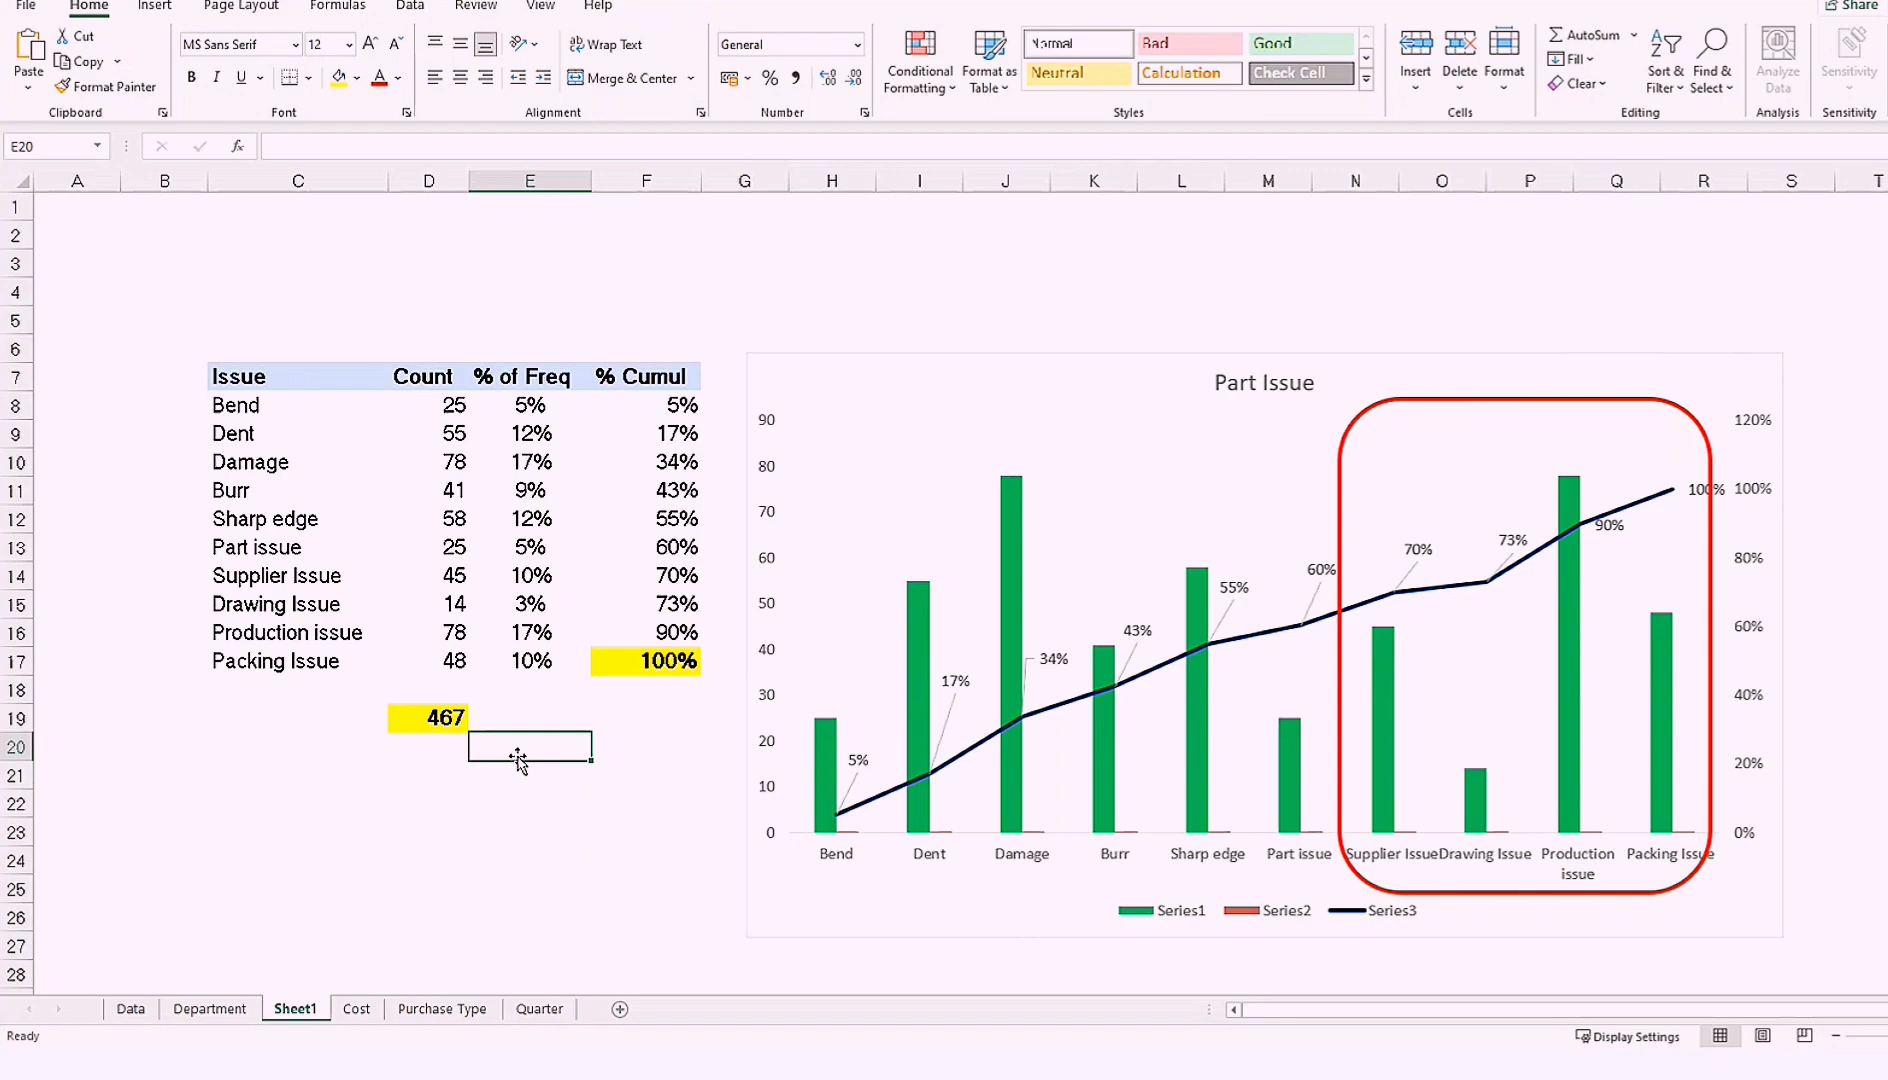 File Home Insert Page Layout Formulas Data Review View Help Share
Paste Cut Copy Format Painter Clipboard
MS Sans Serif 12 A^ Aˇ B I U A Font
ab Wrap Text Merge & Center Alignment
General % , Number
Conditional Formatting Format as Table
Normal Bad Good
Neutral Calculation Check Cell
Styles
Insert Delete Format Cells
AutoSum Fill Clear Sort & Filter Find & Select Editing
Analyze Data Analysis
Sensitivity Sensitivity
E20 fx
A B C D E F G H I J K L M N O P Q R S T
1
2
3
4
5
6
7 Issue Count % of Freq % Cumul
8 Bend 25 5% 5%
9 Dent 55 12% 17%
10 Damage 78 17% 34%
11 Burr 41 9% 43%
12 Sharp edge 58 12% 55%
13 Part issue 25 5% 60%
14 Supplier Issue 45 10% 70%
15 Drawing Issue 14 3% 73%
16 Production issue 78 17% 90%
17 Packing Issue 48 10% 100%
18
19 467
20
21
22
23
24
25
26
27
28
Part Issue
90 120%
80
70 100% 100%
60 80%
50 60%
40
30 40%
20 20%
10
0 0%
5% 17% 34% 43% 55% 60% 70% 73% 90%
Bend Dent Damage Burr Sharp edge Part issue Supplier Issue Drawing Issue Production issue Packing Issue
Series1 Series2 Series3
Data Department Sheet1 Cost Purchase Type Quarter
Ready Display Settings